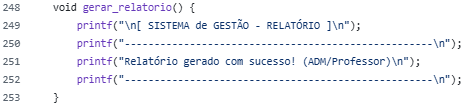 248 void gerar_relatorio() {
249 printf("\n[ SISTEMA de GESTÃO - RELATÓRIO ]\n");
250 printf("---------------------------------------------------\n");
251 printf("Relatório gerado com sucesso! (ADM/Professor)\n");
252 printf("---------------------------------------------------\n");
253 }